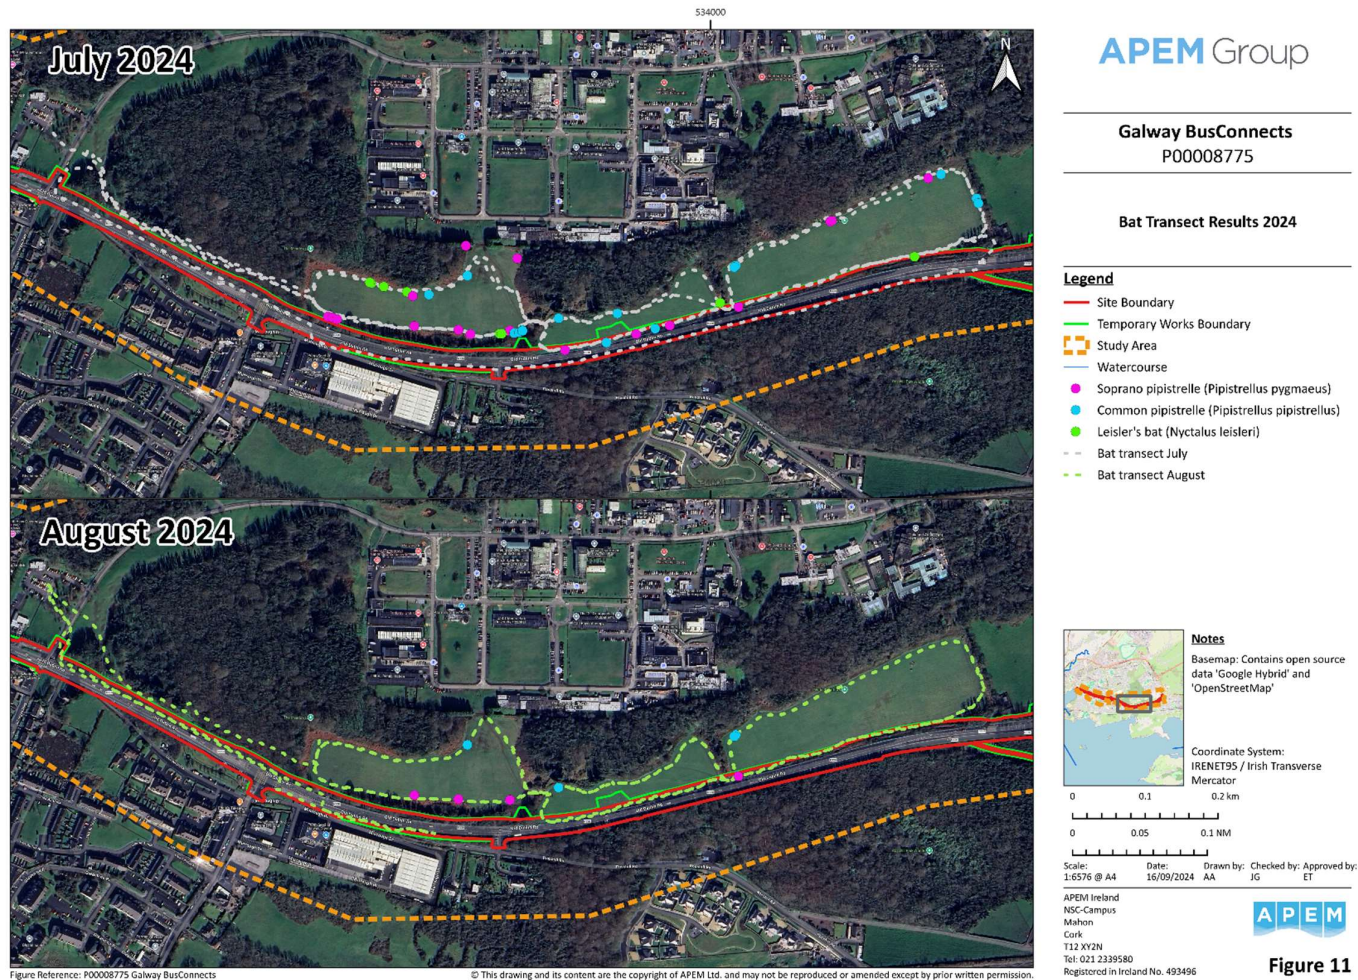 534000
July 2024
N
August 2024
APEM Group
Galway BusConnects
P00008775
Bat Transect Results 2024
Legend
Site Boundary
Temporary Works Boundary
Study Area
Watercourse
Soprano pipistrelle (Pipistrellus pygmaeus)
Common pipistrelle (Pipistrellus pipistrellus)
Leisler's bat (Nyctalus leisleri)
Bat transect July
Bat transect August
Notes
Basemap: Contains open source
data 'Google Hybrid' and
'OpenStreetMap'
Coordinate System:
IRENET95 / Irish Transverse
Mercator
0 0.1 0.2 km
0 0.05 0.1 NM
Scale: Date: Drawn by: Checked by: Approved by:
1:6576 @ A4 16/09/2024 AA JG ET
APEM Ireland
NSC-Campus
Mahon
Cork
T12 XY2N
Tel: 021 2339580
Registered in Ireland No. 493496
APEM
Figure 11
Figure Reference: P00008775 Galway BusConnects
© This drawing and its content are the copyright of APEM Ltd. and may not be reproduced or amended except by prior written permission.